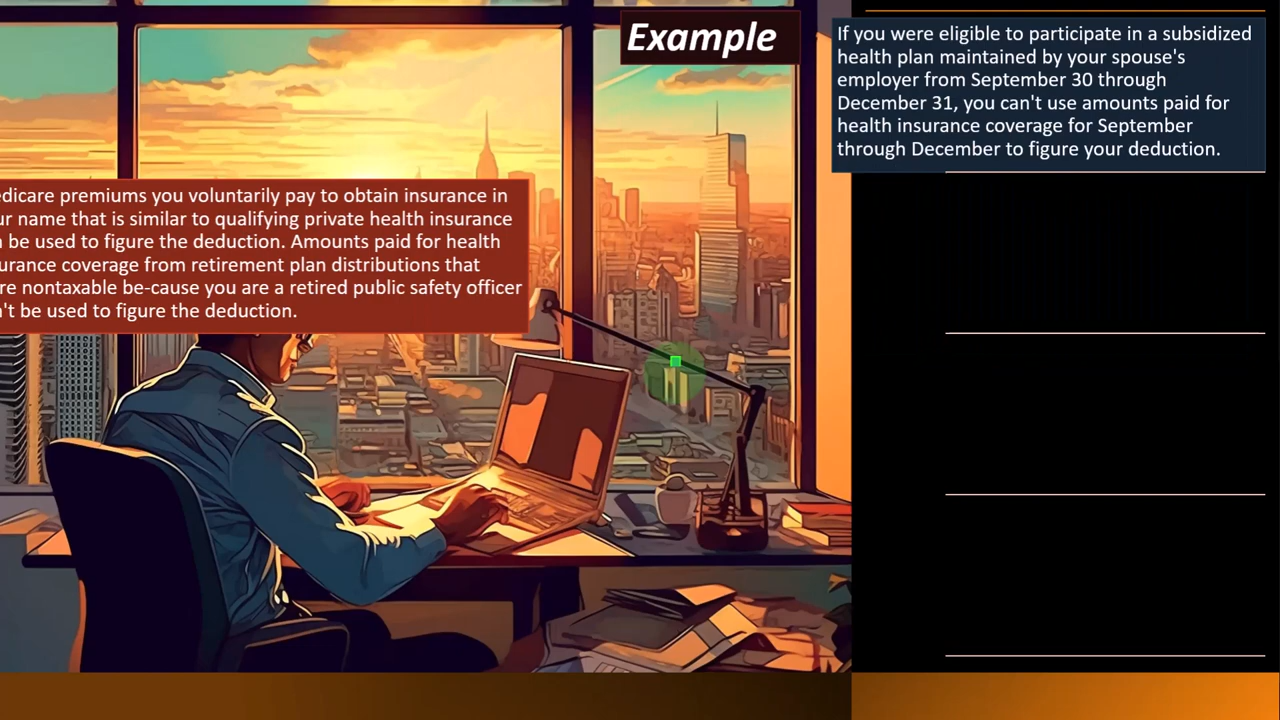 Example
If you were eligible to participate in a subsidized
health plan maintained by your spouse's
employer from September 30 through
December 31, you can't use amounts paid for
health insurance coverage for September
through December to figure your deduction.
edicare premiums you voluntarily pay to obtain insurance in
ur name that is similar to qualifying private health insurance
n be used to figure the deduction. Amounts paid for health
urance coverage from retirement plan distributions that
re nontaxable be-cause you are a retired public safety officer
n't be used to figure the deduction.